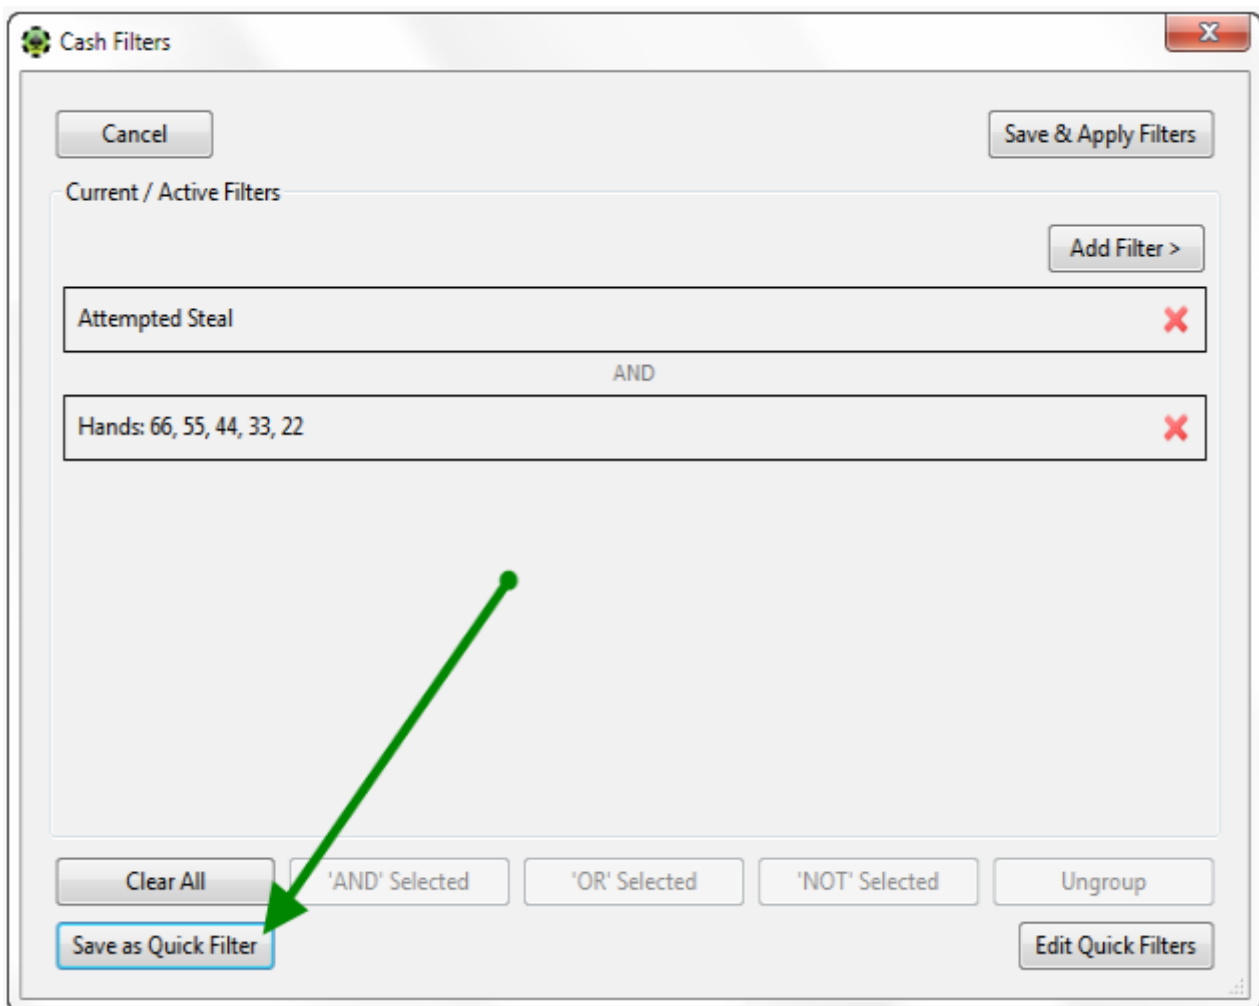 Cash Filters
Cancel
Save & Apply Filters
Current / Active Filters
Add Filter >
Attempted Steal
AND
Hands: 66, 55, 44, 33, 22
Clear All
'AND' Selected
'OR' Selected
'NOT' Selected
Ungroup
Save as Quick Filter
Edit Quick Filters